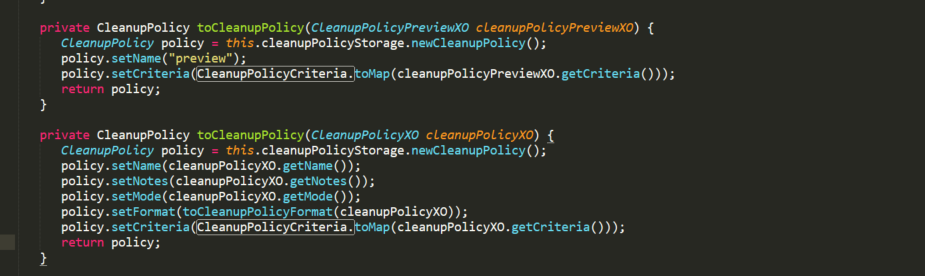 }
private CleanupPolicy toCleanupPolicy(CleanupPolicyPreviewXO cleanupPolicyPreviewXO) {
CleanupPolicy policy = this.cleanupPolicyStorage.newCleanupPolicy();
policy.setName("preview");
policy.setCriteria(CleanupPolicyCriteria.toMap(cleanupPolicyPreviewXO.getCriteria()));
return policy;
}
private CleanupPolicy toCleanupPolicy(CleanupPolicyXO cleanupPolicyXO) {
CleanupPolicy policy = this.cleanupPolicyStorage.newCleanupPolicy();
policy.setName(cleanupPolicyXO.getName());
policy.setNotes(cleanupPolicyXO.getNotes());
policy.setMode(cleanupPolicyXO.getMode());
policy.setFormat(toCleanupPolicyFormat(cleanupPolicyXO));
policy.setCriteria(CleanupPolicyCriteria.toMap(cleanupPolicyXO.getCriteria()));
return policy;
}